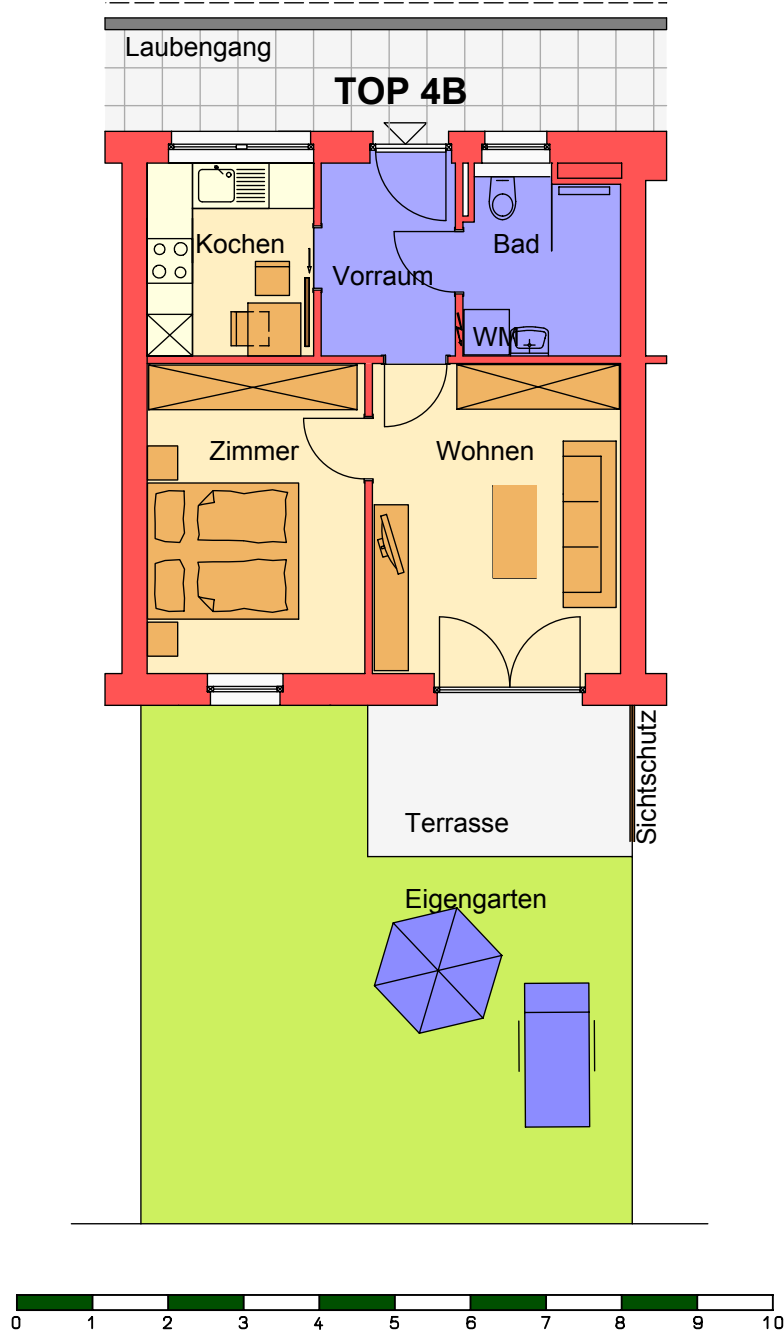 Laubengang
TOP 4B
Kochen
Vorraum
Bad
WM
Zimmer
Wohnen
Sichtschutz
Terrasse
Eigengarten
0 1 2 3 4 5 6 7 8 9 10